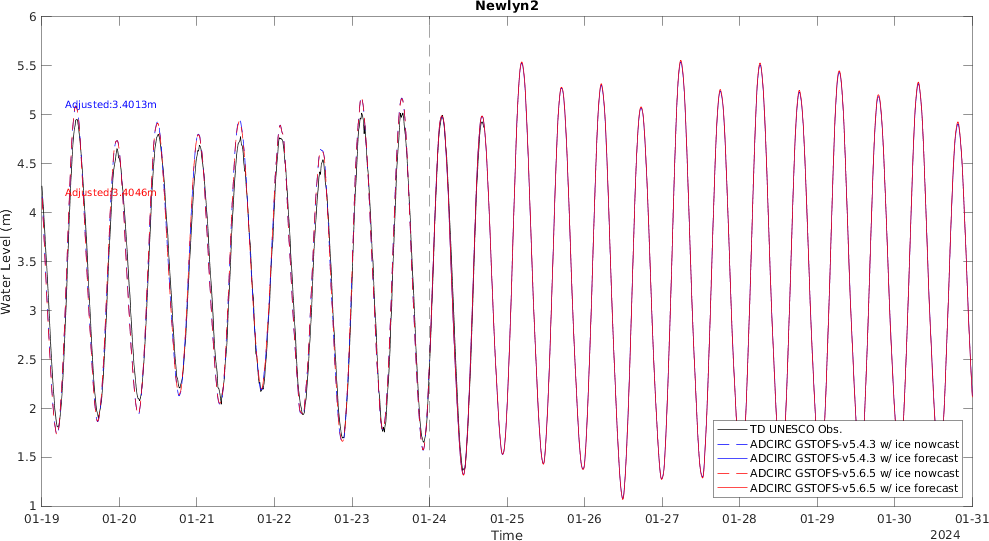 Newlyn2
6
5.5
5
4.5
4
3.5
3
2.5
2
1.5
1
Water Level (m)
Adjusted:3.4013m
Adjusted:3.4046m
TD UNESCO Obs.
ADCIRC GSTOFS-v5.4.3 w/ ice nowcast
ADCIRC GSTOFS-v5.4.3 w/ ice forecast
ADCIRC GSTOFS-v5.6.5 w/ ice nowcast
ADCIRC GSTOFS-v5.6.5 w/ ice forecast
01-19 01-20 01-21 01-22 01-23 01-24 01-25 01-26 01-27 01-28 01-29 01-30 01-31
Time
2024